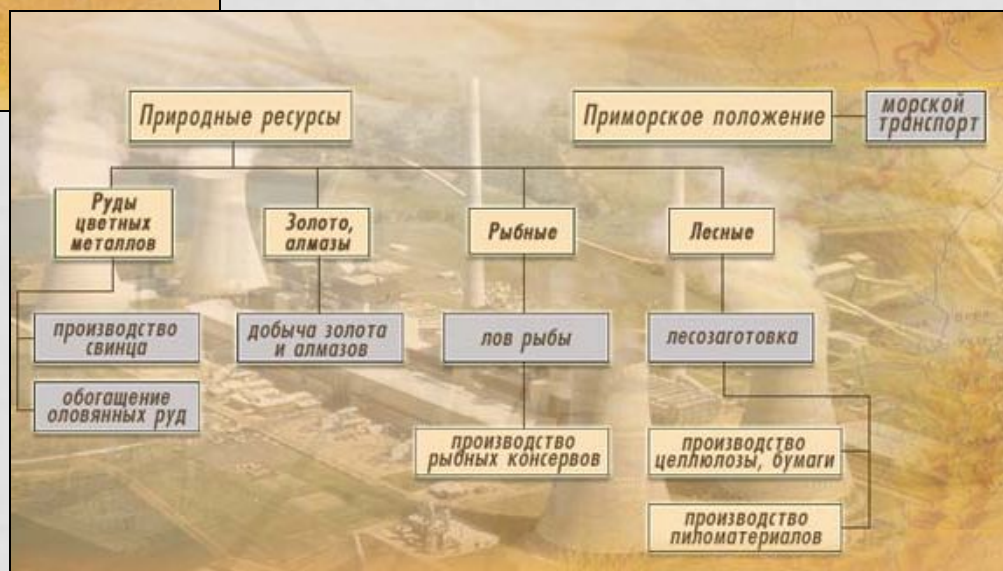 Природные ресурсы
Приморское положение
морской
транспорт
Руды
цветных
металлов
Золото,
алмазы
Рыбные
Лесные
производство
свинца
добыча золота
и алмазов
лов рыбы
лесозаготовка
обогащение
оловянных руд
производство
рыбных консервов
производство
целлюлозы, бумаги
производство
пиломатериалов